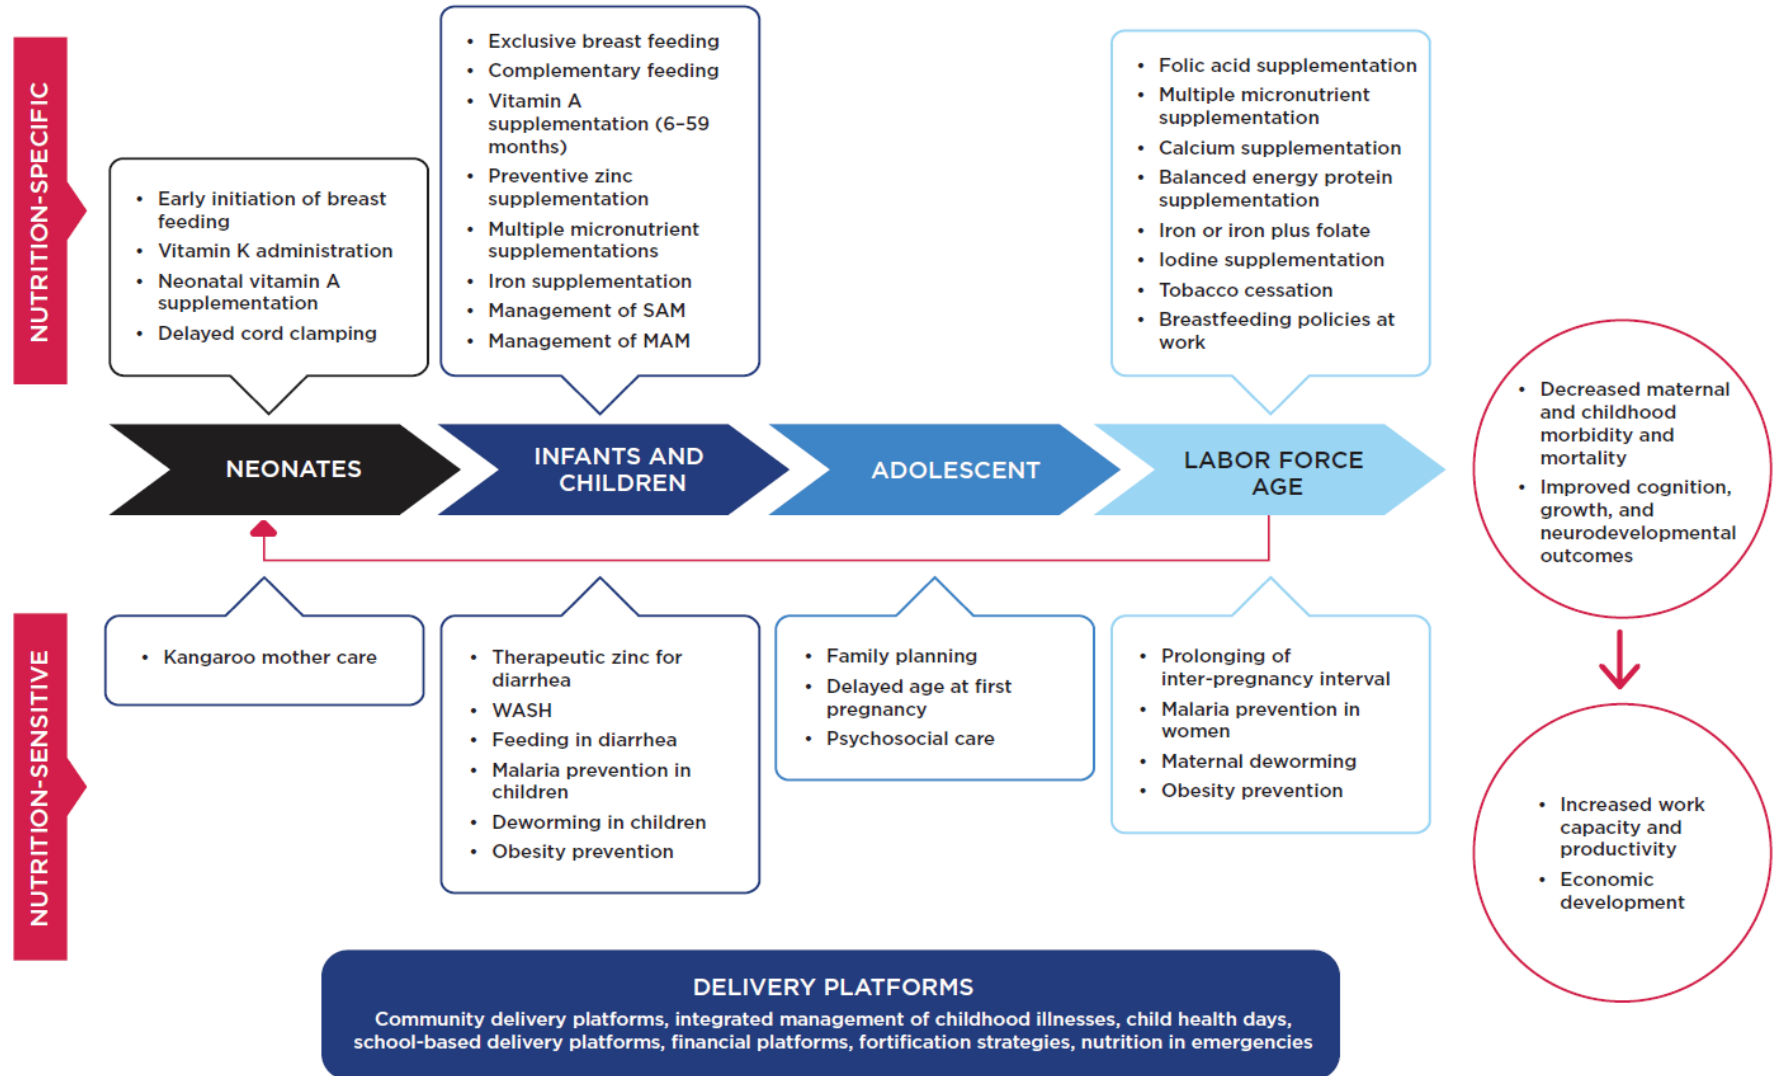 NUTRITION-SPECIFIC
• Early initiation of breast
feeding
• Vitamin K administration
• Neonatal vitamin A
supplementation
• Delayed cord clamping
• Exclusive breast feeding
• Complementary feeding
• Vitamin A
supplementation (6–59
months)
• Preventive zinc
supplementation
• Multiple micronutrient
supplementations
• Iron supplementation
• Management of SAM
• Management of MAM
• Folic acid supplementation
• Multiple micronutrient
supplementation
• Calcium supplementation
• Balanced energy protein
supplementation
• Iron or iron plus folate
• Iodine supplementation
• Tobacco cessation
• Breastfeeding policies at
work
NEONATES
INFANTS AND
CHILDREN
ADOLESCENT
LABOR FORCE
AGE
• Decreased maternal
and childhood
morbidity and
mortality
• Improved cognition,
growth, and
neurodevelopmental
outcomes
NUTRITION-SENSITIVE
• Kangaroo mother care
• Therapeutic zinc for
diarrhea
• WASH
• Feeding in diarrhea
• Malaria prevention in
children
• Deworming in children
• Obesity prevention
• Family planning
• Delayed age at first
pregnancy
• Psychosocial care
• Prolonging of
inter-pregnancy interval
• Malaria prevention in
women
• Maternal deworming
• Obesity prevention
• Increased work
capacity and
productivity
• Economic
development
DELIVERY PLATFORMS
Community delivery platforms, integrated management of childhood illnesses, child health days,
school-based delivery platforms, financial platforms, fortification strategies, nutrition in emergencies